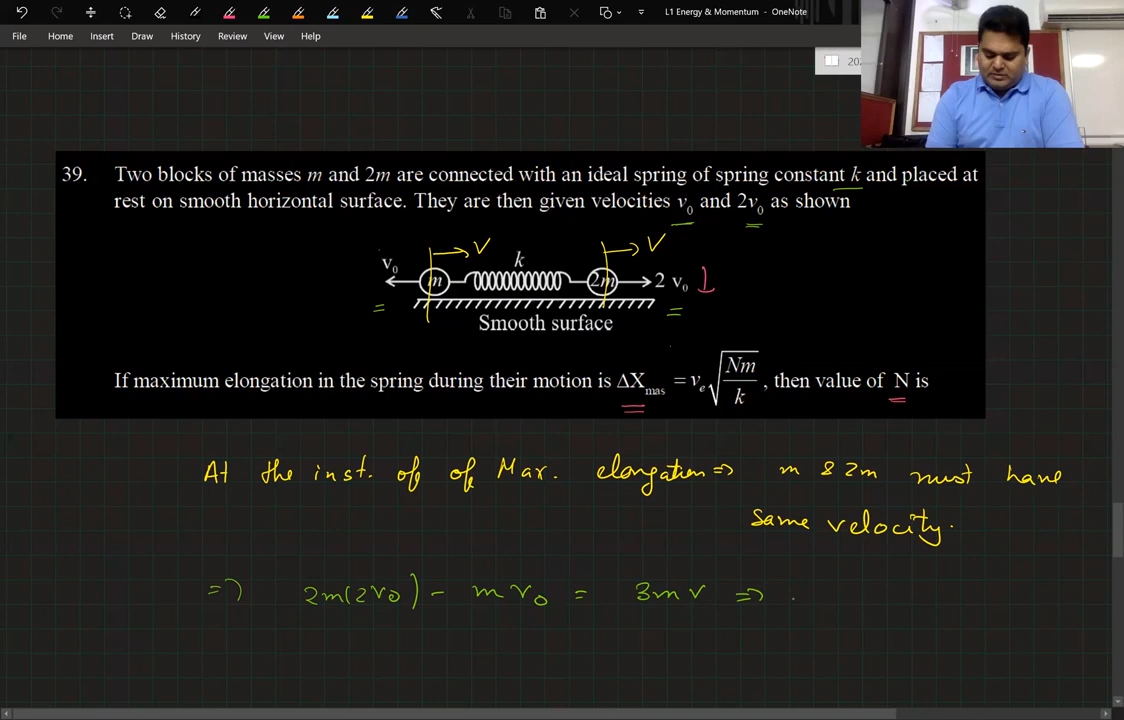 L1 Energy & Momentum - OneNote
File Home Insert Draw History Review View Help
202
39. Two blocks of masses m and 2m are connected with an ideal spring of spring constant k and placed at
rest on smooth horizontal surface. They are then given velocities v₀ and 2v₀ as shown
V V
v₀ m k 2m 2 v₀
Smooth surface
If maximum elongation in the spring during their motion is ΔX_mas = v_e √(Nm/k), then value of N is
At the inst. of of Max. elongation => m & 2m must have
same velocity.
=> 2m(2v₀) - mv₀ = 3mv =>